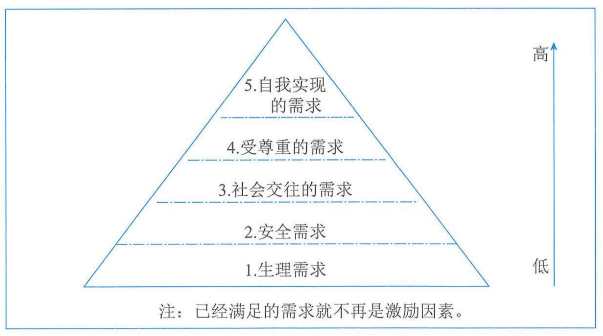 5.自我实现
的需求
高
4.受尊重的需求
3.社会交往的需求
2.安全需求
1.生理需求
低
注：已经满足的需求就不再是激励因素。